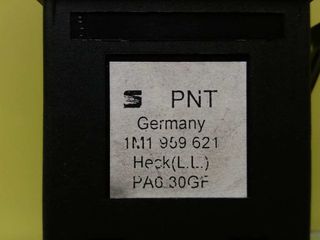 PNT
Germany
1M1 959 621
Heck(L.L.)
PA6.30GF